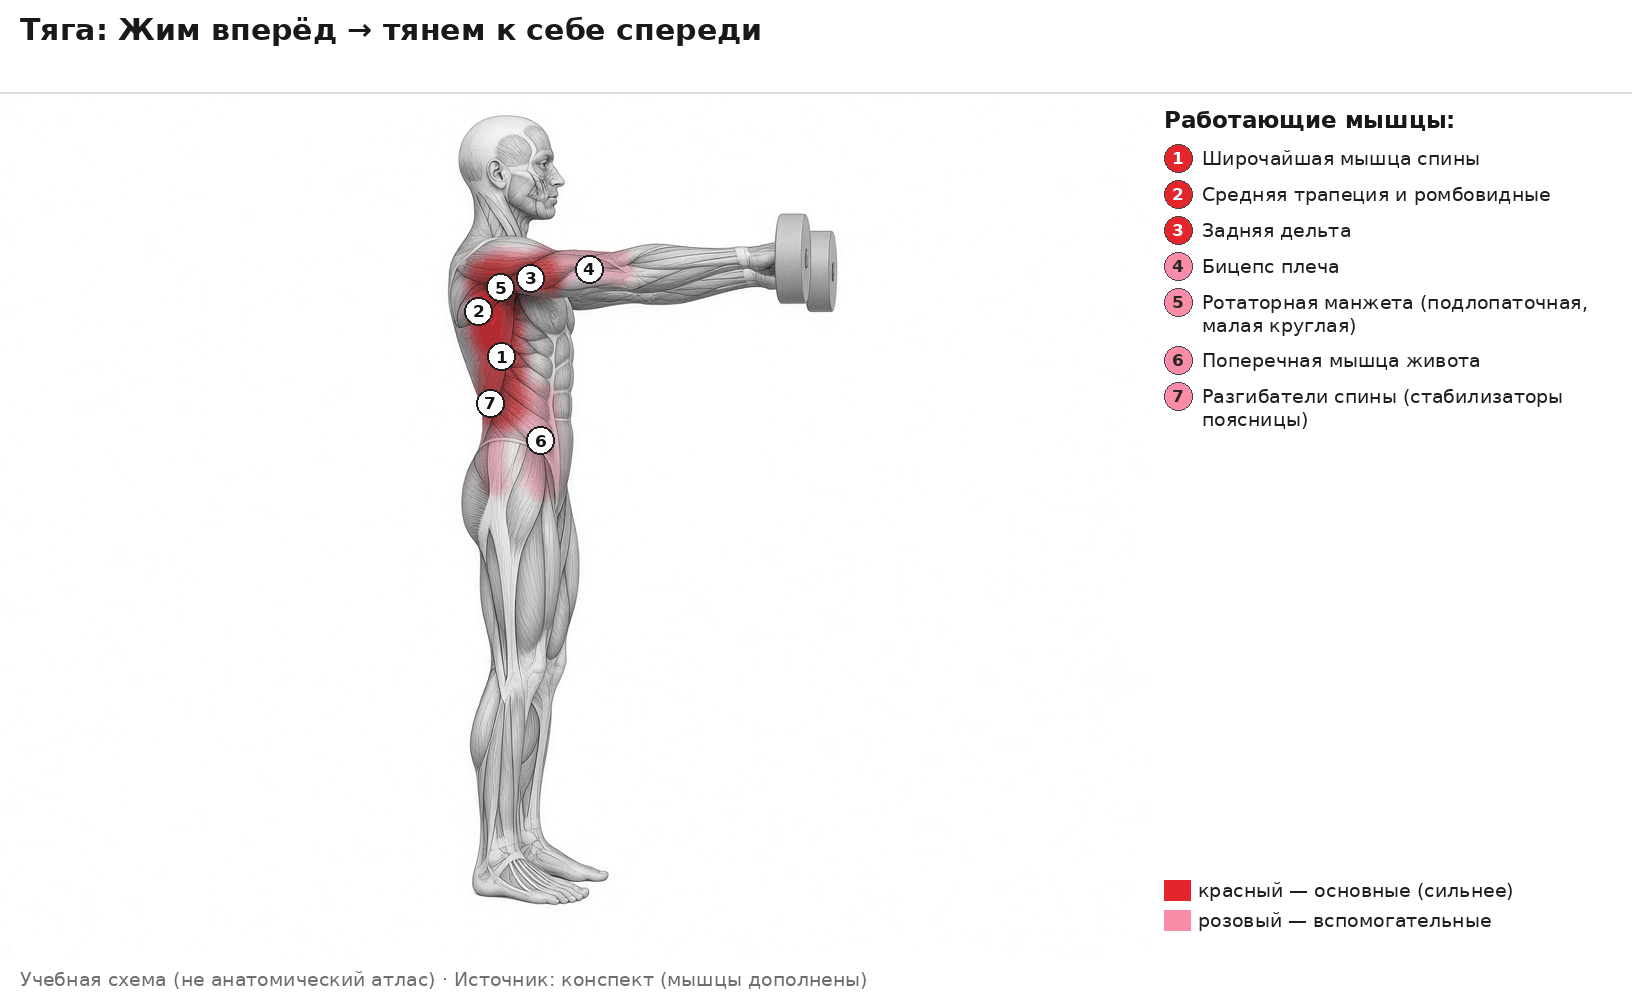 Тяга: Жим вперёд → тянем к себе спереди
Работающие мышцы:
1 Широчайшая мышца спины
2 Средняя трапеция и ромбовидные
3 Задняя дельта
4 Бицепс плеча
5 Ротаторная манжета (подлопаточная,
малая круглая)
6 Поперечная мышца живота
7 Разгибатели спины (стабилизаторы
поясницы)
4
3
5
2
1
7
6
красный — основные (сильнее)
розовый — вспомогательные
Учебная схема (не анатомический атлас) · Источник: конспект (мышцы дополнены)